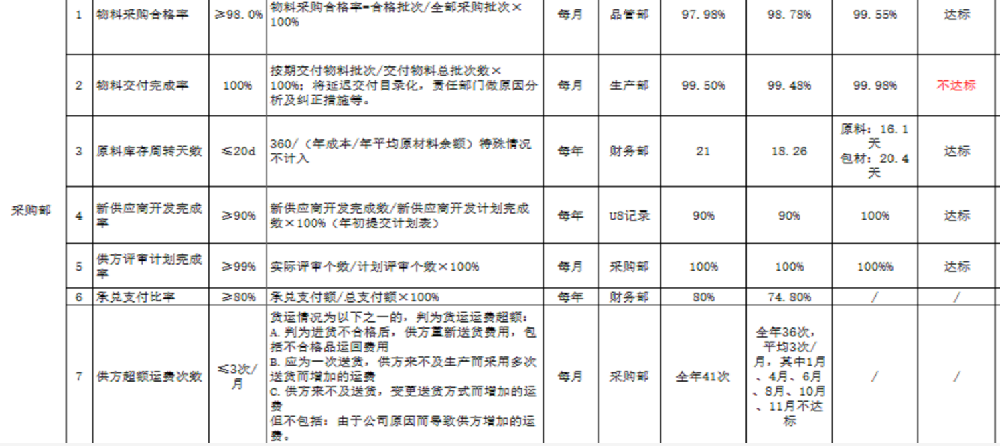 采购部
1 物料采购合格率 ≥98.0% 物料采购合格率=合格批次/全部采购批次× 每月 品管部 97.98% 98.78% 99.55% 达标
100%
2 物料交付完成率 100% 按期交付物料批次/交付物料总批次数× 每月 生产部 99.50% 99.48% 99.98% 不达标
100%；将延迟交付目录化，责任部门做原因分
析及纠正措施等。
3 原料库存周转天数 ≤20d 360/（年成本/年平均原材料余额）特殊情况 每年 财务部 21 18.26 原料：16.1 达标
不计入
天
包材：20.4
天
4 新供应商开发完成 ≥90% 新供应商开发完成数/新供应商开发计划完成 每年 U8记录 90% 90% 100% 达标
率
数×100%（年初提交计划表）
5 供方评审计划完成 ≥99% 实际评审个数/计划评审个数×100% 每月 采购部 100% 100% 100%% 达标
率
6 承兑支付比率 ≥80% 承兑支付额/总支付额×100% 每年 财务部 80% 74.80% / /
7 供方超额运费次数 ≤3次/
月
货运情况为以下之一的，判为货运运费超额：
A.判为进货不合格后，供方重新送货费用，包
括不合格品运回费用
B.应为一次送货，供方来不及生产而采用多次
送货而增加的运费
C.供方来不及送货，变更送货方式而增加的运
费
但不包括：由于公司原因而导致供方增加的运
费。
每月 采购部 全年41次
全年36次，
平均3次/
月，其中1月
、4月、6月
、8月、10月
、11月不达
标
/ /